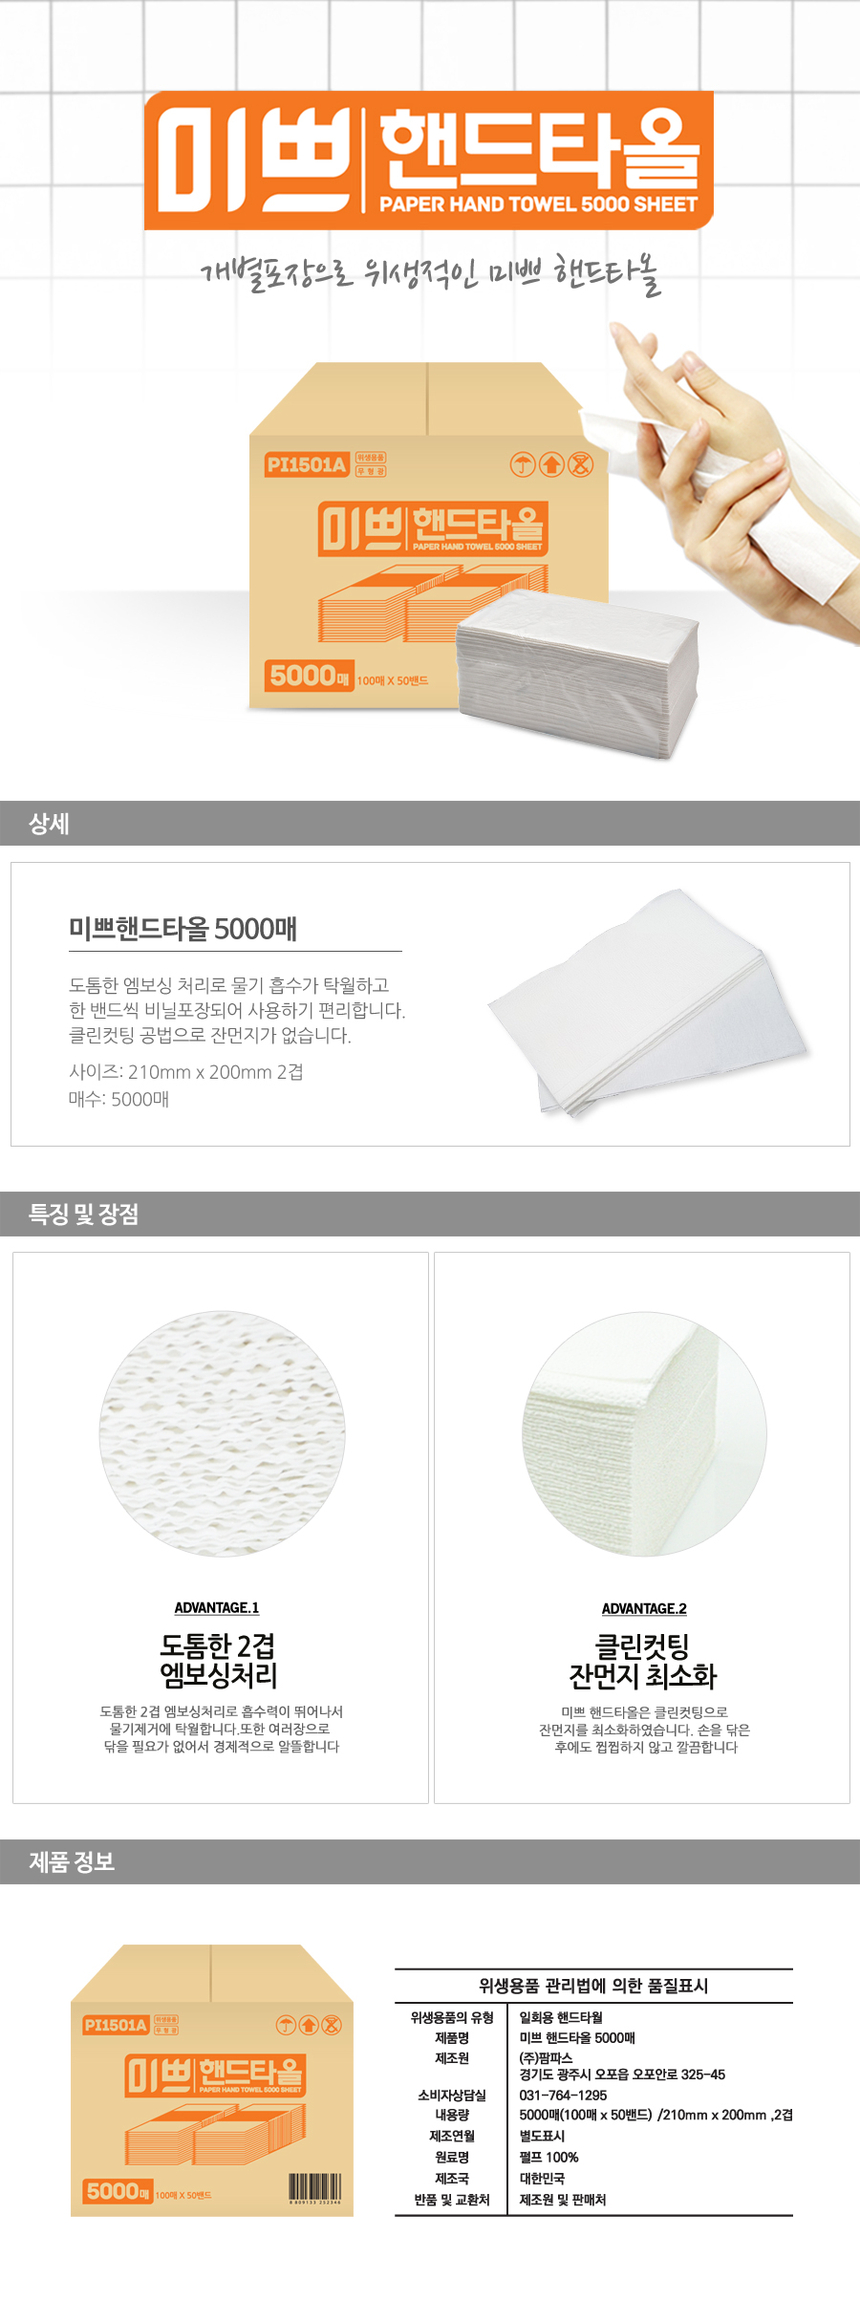 미쁘 핸드타올
PAPER HAND TOWEL 5000 SHEET
개별포장으로 위생적인 미쁘 핸드타올
PI1501A
위생용품
무형광
미쁘 핸드타올
PAPER HAND TOWEL 5000 SHEET
5000매 100매 X 50밴드
상세
미쁘핸드타올 5000매
도톰한 엠보싱 처리로 물기 흡수가 탁월하고
한 밴드씩 비닐포장되어 사용하기 편리합니다.
클린컷팅 공법으로 잔먼지가 없습니다.
사이즈: 210mm x 200mm 2겹
매수: 5000매
특징 및 장점
ADVANTAGE.1
도톰한 2겹
엠보싱처리
도톰한 2겹 엠보싱처리로 흡수력이 뛰어나서
물기제거에 탁월합니다.또한 여러장으로
닦을 필요가 없어서 경제적으로 알뜰합니다
ADVANTAGE.2
클린컷팅
잔먼지 최소화
미쁘 핸드타올은 클린컷팅으로
잔먼지를 최소화하였습니다. 손을 닦은
후에도 찝찝하지 않고 깔끔합니다
제품 정보
PI1501A
위생용품
무형광
미쁘 핸드타올
PAPER HAND TOWEL 5000 SHEET
5000매 100매 X 50밴드
위생용품 관리법에 의한 품질표시
위생용품의 유형 일회용 핸드타월
제품명 미쁘 핸드타올 5000매
제조원 (주)팜파스
경기도 광주시 오포읍 오포안로 325-45
소비자상담실 031-764-1295
내용량 5000매(100매 x 50밴드) /210mm x 200mm ,2겹
제조연월 별도표시
원료명 펄프 100%
제조국 대한민국
반품 및 교환처 제조원 및 판매처